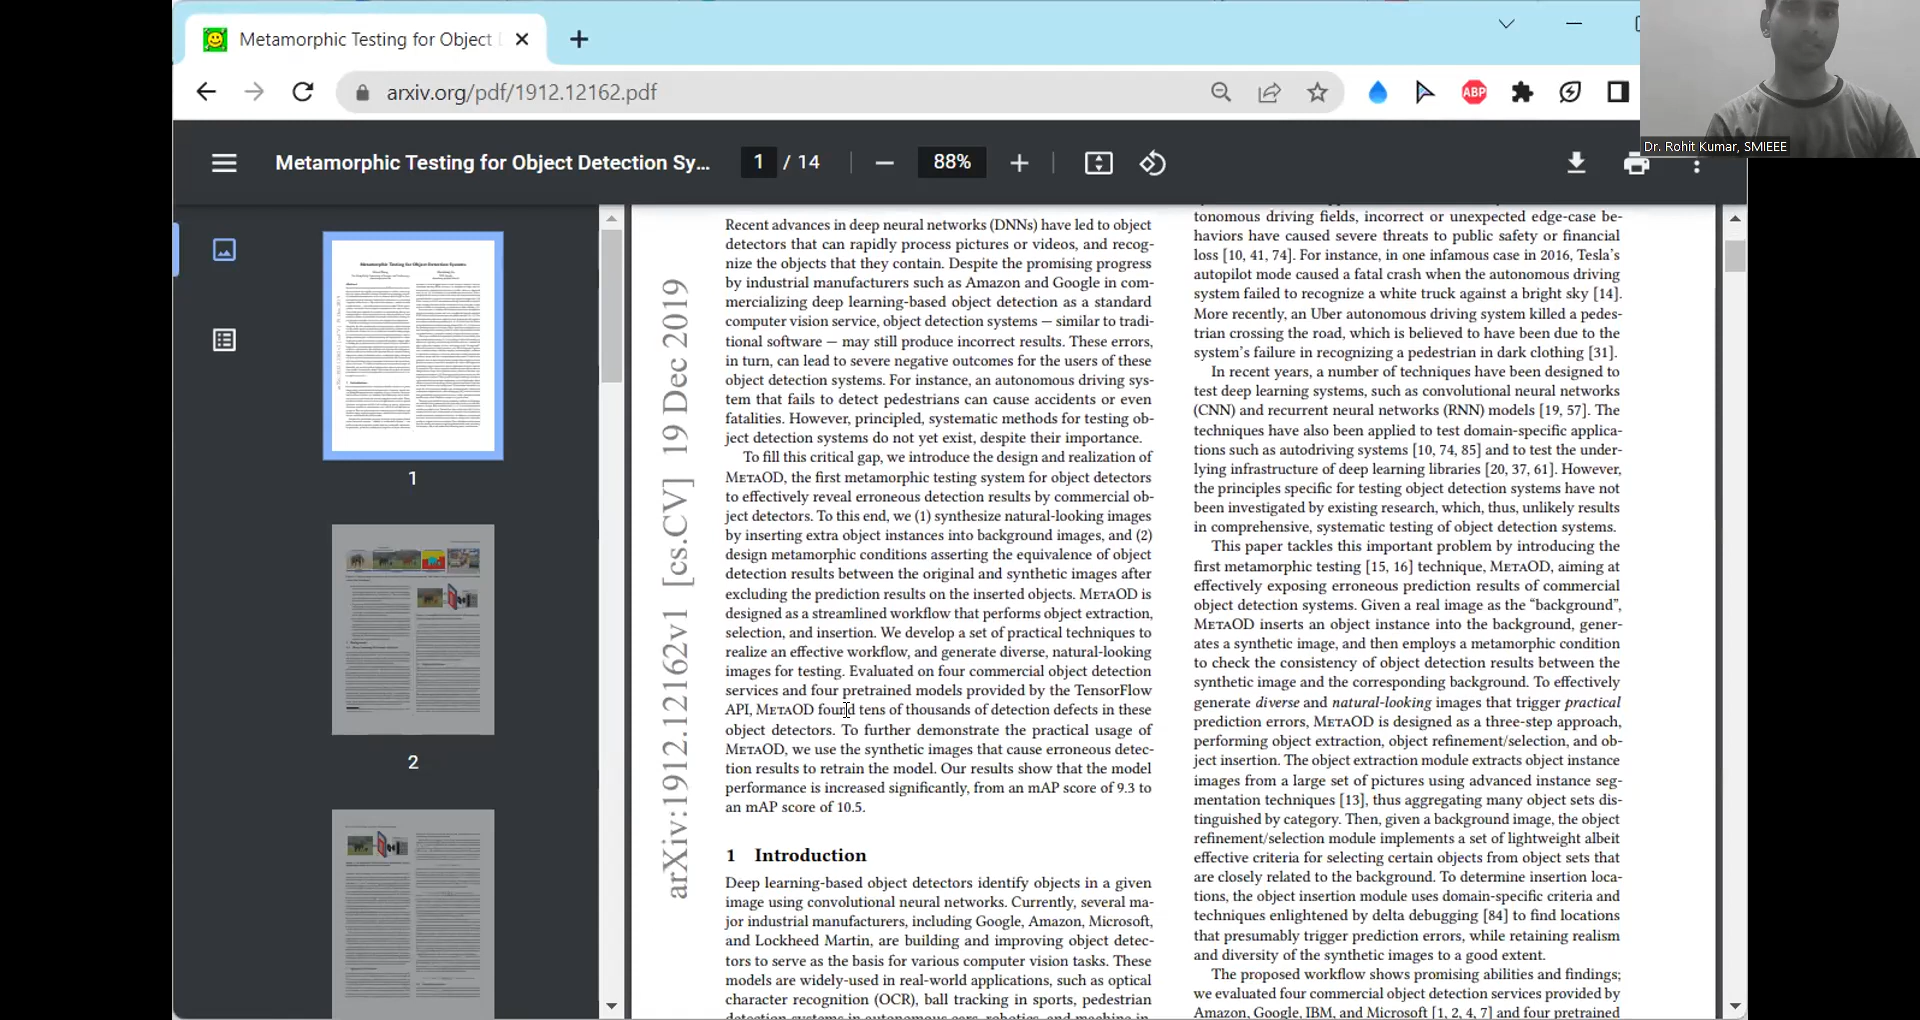 Metamorphic Testing for Object
arxiv.org/pdf/1912.12162.pdf
ABP
Dr. Rohit Kumar, SMIEEE
Metamorphic Testing for Object Detection Sy...
1 / 14
88%
1
2
arXiv:1912.12162v1 [cs.CV] 19 Dec 2019
Recent advances in deep neural networks (DNNs) have led to object
detectors that can rapidly process pictures or videos, and recog-
nize the objects that they contain. Despite the promising progress
by industrial manufacturers such as Amazon and Google in com-
mercializing deep learning-based object detection as a standard
computer vision service, object detection systems — similar to tradi-
tional software — may still produce incorrect results. These errors,
in turn, can lead to severe negative outcomes for the users of these
object detection systems. For instance, an autonomous driving sys-
tem that fails to detect pedestrians can cause accidents or even
fatalities. However, principled, systematic methods for testing ob-
ject detection systems do not yet exist, despite their importance.
To fill this critical gap, we introduce the design and realization of
METAOD, the first metamorphic testing system for object detectors
to effectively reveal erroneous detection results by commercial ob-
ject detectors. To this end, we (1) synthesize natural-looking images
by inserting extra object instances into background images, and (2)
design metamorphic conditions asserting the equivalence of object
detection results between the original and synthetic images after
excluding the prediction results on the inserted objects. METAOD is
designed as a streamlined workflow that performs object extraction,
selection, and insertion. We develop a set of practical techniques to
realize an effective workflow, and generate diverse, natural-looking
images for testing. Evaluated on four commercial object detection
services and four pretrained models provided by the TensorFlow
API, METAOD found tens of thousands of detection defects in these
object detectors. To further demonstrate the practical usage of
METAOD, we use the synthetic images that cause erroneous detec-
tion results to retrain the model. Our results show that the model
performance is increased significantly, from an mAP score of 9.3 to
an mAP score of 10.5.
1 Introduction
Deep learning-based object detectors identify objects in a given
image using convolutional neural networks. Currently, several ma-
jor industrial manufacturers, including Google, Amazon, Microsoft,
and Lockheed Martin, are building and improving object detec-
tors to serve as the basis for various computer vision tasks. These
models are widely-used in real-world applications, such as optical
character recognition (OCR), ball tracking in sports, pedestrian
detection systems in autonomous cars, robotics, and machine in-
tonomous driving fields, incorrect or unexpected edge-case be-
haviors have caused severe threats to public safety or financial
loss [10, 41, 74]. For instance, in one infamous case in 2016, Tesla's
autopilot mode caused a fatal crash when the autonomous driving
system failed to recognize a white truck against a bright sky [14].
More recently, an Uber autonomous driving system killed a pedes-
trian crossing the road, which is believed to have been due to the
system's failure in recognizing a pedestrian in dark clothing [31].
In recent years, a number of techniques have been designed to
test deep learning systems, such as convolutional neural networks
(CNN) and recurrent neural networks (RNN) models [19, 57]. The
techniques have also been applied to test domain-specific applica-
tions such as autodriving systems [10, 74, 85] and to test the under-
lying infrastructure of deep learning libraries [20, 37, 61]. However,
the principles specific for testing object detection systems have not
been investigated by existing research, which, thus, unlikely results
in comprehensive, systematic testing of object detection systems.
This paper tackles this important problem by introducing the
first metamorphic testing [15, 16] technique, METAOD, aiming at
effectively exposing erroneous prediction results of commercial
object detection systems. Given a real image as the “background”,
METAOD inserts an object instance into the background, gener-
ates a synthetic image, and then employs a metamorphic condition
to check the consistency of object detection results between the
synthetic image and the corresponding background. To effectively
generate diverse and natural-looking images that trigger practical
prediction errors, METAOD is designed as a three-step approach,
performing object extraction, object refinement/selection, and ob-
ject insertion. The object extraction module extracts object instance
images from a large set of pictures using advanced instance seg-
mentation techniques [13], thus aggregating many object sets dis-
tinguished by category. Then, given a background image, the object
refinement/selection module implements a set of lightweight albeit
effective criteria for selecting certain objects from object sets that
are closely related to the background. To determine insertion loca-
tions, the object insertion module uses domain-specific criteria and
techniques enlightened by delta debugging [84] to find locations
that presumably trigger prediction errors, while retaining realism
and diversity of the synthetic images to a good extent.
The proposed workflow shows promising abilities and findings;
we evaluated four commercial object detection services provided by
Amazon, Google, IBM, and Microsoft [1, 2, 4, 7] and four pretrained